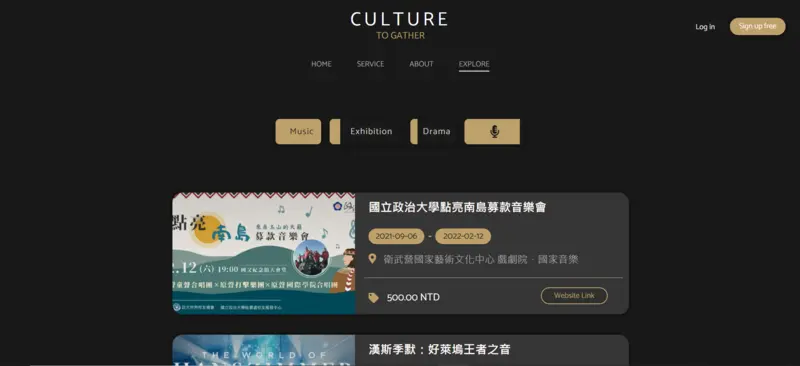 CULTURE
TO GATHER
Log in
Sign up free
HOME
SERVICE
ABOUT
EXPLORE
Music
Exhibition
Drama
點亮
南島
募款音樂會
2.12 (六) 19:00
國立政治大學點亮南島募款音樂會
2021-09-06 - 2022-02-12
衛武營國家藝術文化中心 戲劇院 ‧ 國家音樂
500.00 NTD
Website Link
THE WORLD OF
漢斯季默：好萊塢王者之音